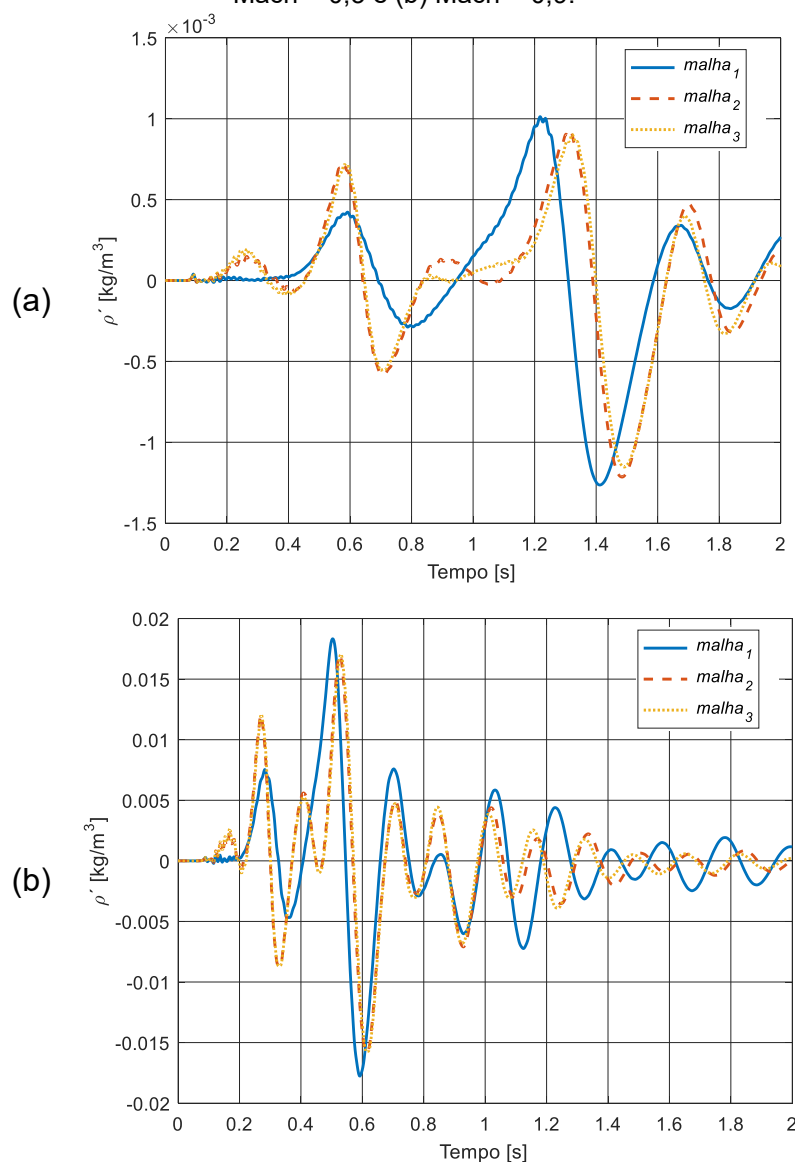 Mach e (b) Mach
(a)
×10⁻³
1.5
1
0.5
0
-0.5
-1
-1.5
ρ´ [kg/m³]
0 0.2 0.4 0.6 0.8 1 1.2 1.4 1.6 1.8 2
Tempo [s]
malha₁
malha₂
malha₃
(b)
0.02
0.015
0.01
0.005
0
-0.005
-0.01
-0.015
-0.02
ρ´ [kg/m³]
0 0.2 0.4 0.6 0.8 1 1.2 1.4 1.6 1.8 2
Tempo [s]
malha₁
malha₂
malha₃